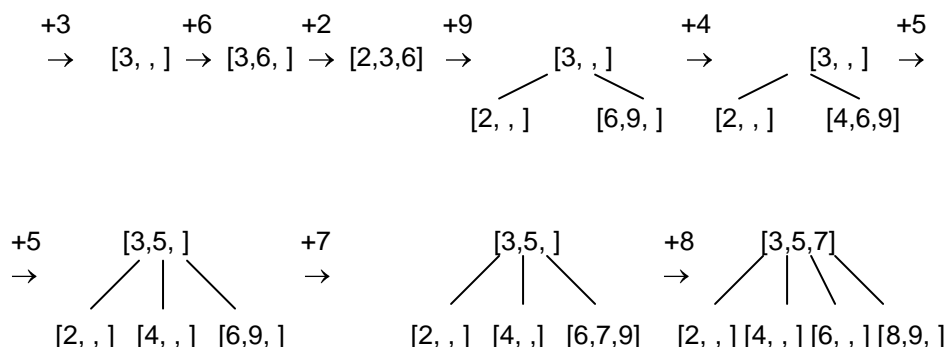 +3 +6 +2 +9 +4 +5
→ [3, , ] → [3,6, ] → [2,3,6] → [3, , ] → [3, , ] →
[2, , ] [6,9, ] [2, , ] [4,6,9]
+5 [3,5, ] +7 [3,5, ] +8 [3,5,7]
→ → →
[2, , ] [4, , ] [6,9, ] [2, , ] [4, ,] [6,7,9] [2, , ] [4, , ] [6, , ] [8,9, ]